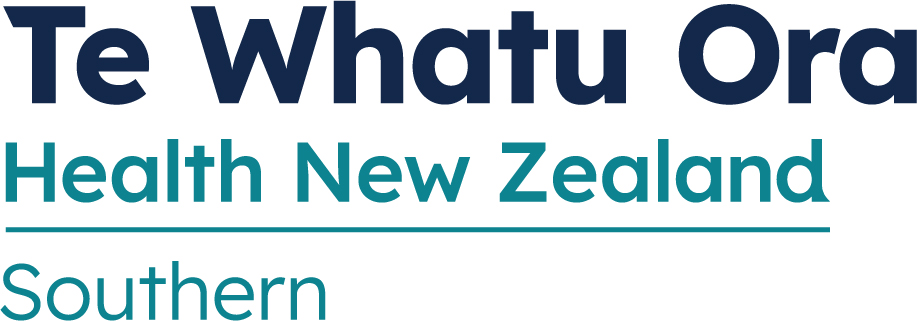 Te Whatu Ora
Health New Zealand
Southern